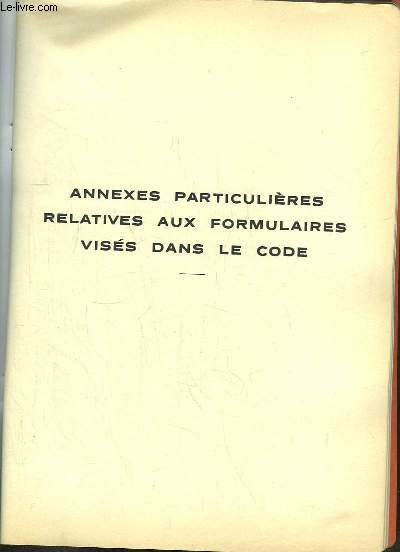 Le-livre.com
ANNEXES PARTICULIÈRES
RELATIVES AUX FORMULAIRES
VISÉS DANS LE CODE